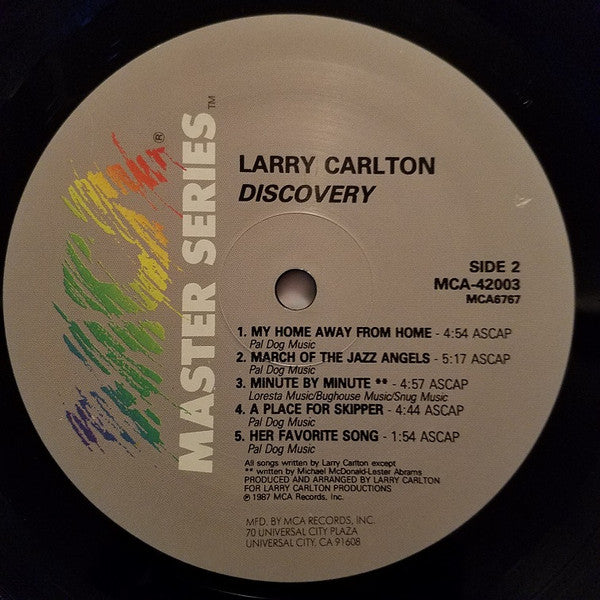 MCA
®
MASTER SERIES™
LARRY CARLTON
DISCOVERY
SIDE 2
MCA-42003
MCA6767
1. MY HOME AWAY FROM HOME - 4:54 ASCAP
Pal Dog Music
2. MARCH OF THE JAZZ ANGELS - 5:17 ASCAP
Pal Dog Music
3. MINUTE BY MINUTE ** - 4:57 ASCAP
Loresta Music/Bughouse Music/Snug Music
4. A PLACE FOR SKIPPER - 4:44 ASCAP
Pal Dog Music
5. HER FAVORITE SONG - 1:54 ASCAP
Pal Dog Music
All songs written by Larry Carlton except
** written by Michael McDonald-Lester Abrams
PRODUCED AND ARRANGED BY LARRY CARLTON
FOR LARRY CARLTON PRODUCTIONS
℗ 1987 MCA Records, Inc.
MFD. BY MCA RECORDS, INC.
70 UNIVERSAL CITY PLAZA
UNIVERSAL CITY, CA 91608